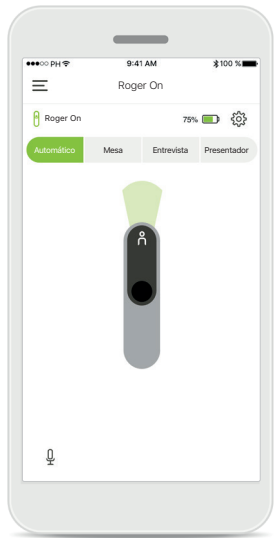 PH 9:41 AM 100 %
Roger On
Roger On 75%
Automático Mesa Entrevista Presentador